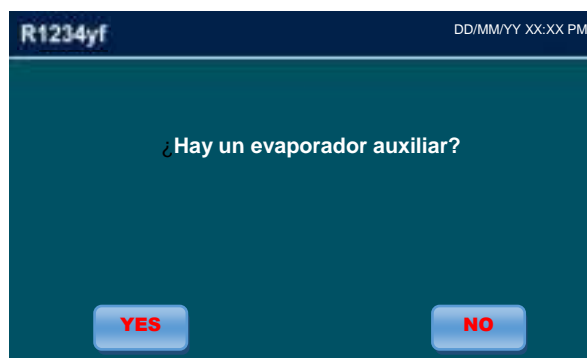 R1234yf DD/MM/YY XX:XX PM
¿Hay un evaporador auxiliar?
YES NO